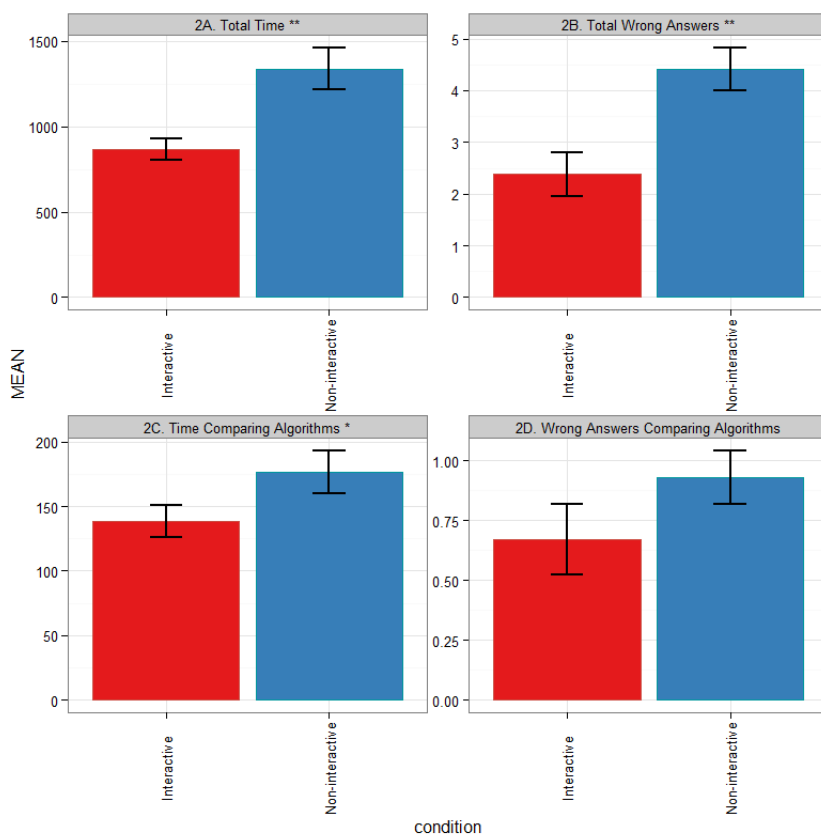 2A. Total Time **
1500
1000
500
0
Interactive
Non-interactive
2B. Total Wrong Answers **
5
4
3
2
1
0
Interactive
Non-interactive
MEAN
2C. Time Comparing Algorithms *
200
150
100
50
0
Interactive
Non-interactive
2D. Wrong Answers Comparing Algorithms
1.00
0.75
0.50
0.25
0.00
Interactive
Non-interactive
condition